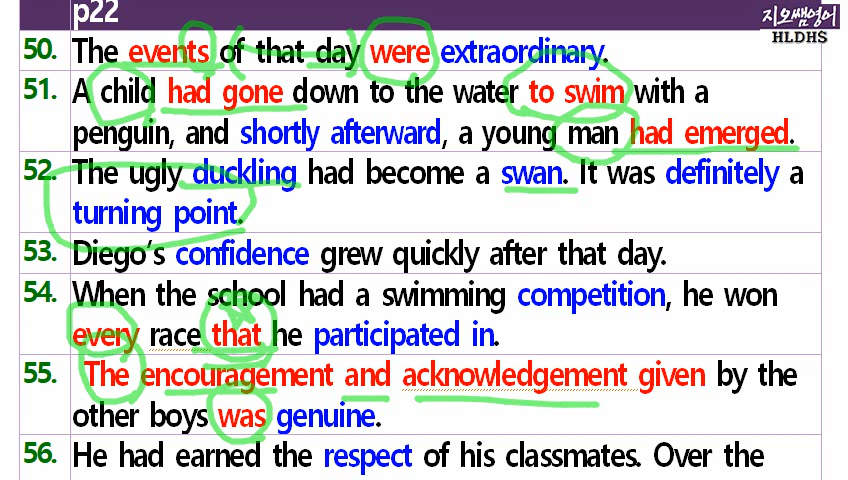 p22
지오쌤영어
HLDHS
50. The events of that day were extraordinary.
51. A child had gone down to the water to swim with a
penguin, and shortly afterward, a young man had emerged.
52. The ugly duckling had become a swan. It was definitely a
turning point.
53. Diego's confidence grew quickly after that day.
54. When the school had a swimming competition, he won
every race that he participated in.
55. The encouragement and acknowledgement given by the
other boys was genuine.
56. He had earned the respect of his classmates. Over the